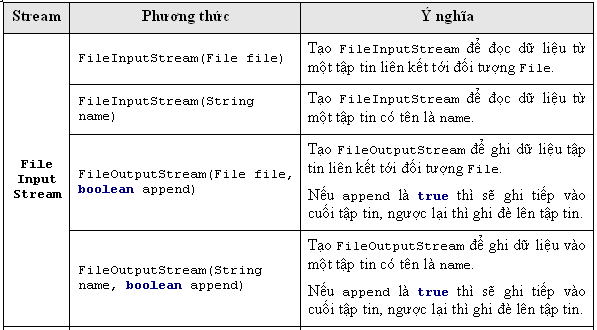 Stream Phương thức Ý nghĩa
FileInputStream(File file)
Tạo FileInputStream để đọc dữ liệu từ
một tập tin liên kết tới đối tượng File.
FileInputStream(String
name)
Tạo FileInputStream để đọc dữ liệu từ
một tập tin có tên là name.
File
Input
Stream
FileOutputStream(File file,
boolean append)
Tạo FileOutputStream để ghi dữ liệu tập
tin liên kết tới đối tượng File.
Nếu append là true thì sẽ ghi tiếp vào
cuối tập tin, ngược lại thì ghi đè lên tập tin.
FileOutputStream(String
name, boolean append)
Tạo FileOutputStream để ghi dữ liệu vào
một tập tin có tên là name.
Nếu append là true thì sẽ ghi tiếp vào
cuối tập tin, ngược lại thì ghi đè lên tập tin.